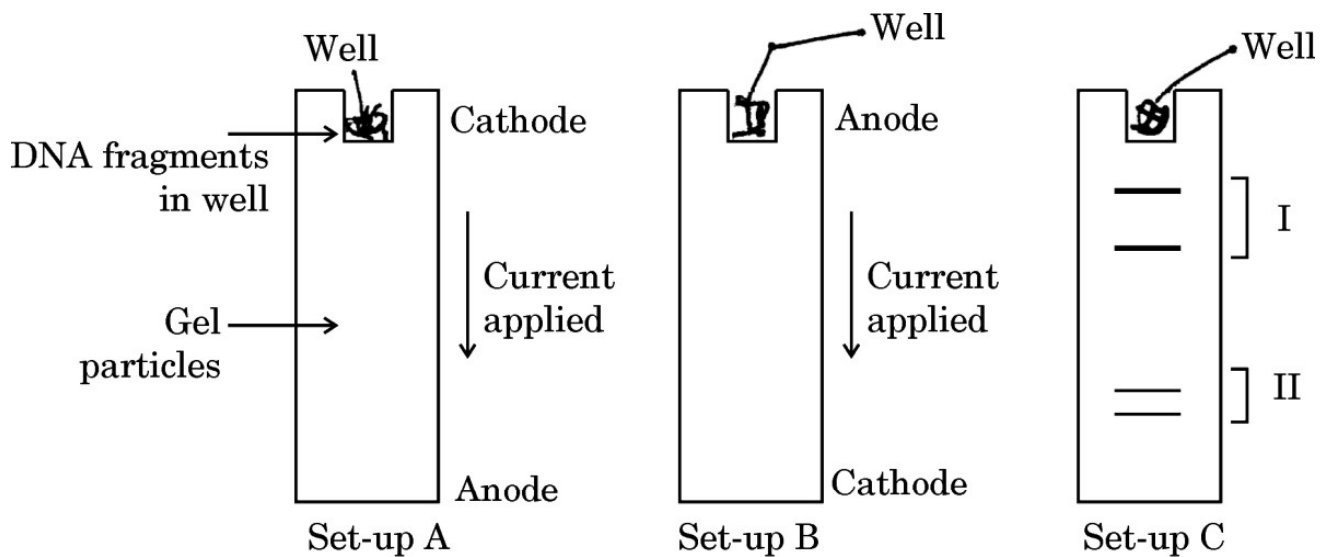 Well
Cathode
DNA fragments
in well
Current
applied
Gel
particles
Anode
Set-up A
Well
Anode
Current
applied
Cathode
Set-up B
Well
I
II
Set-up C